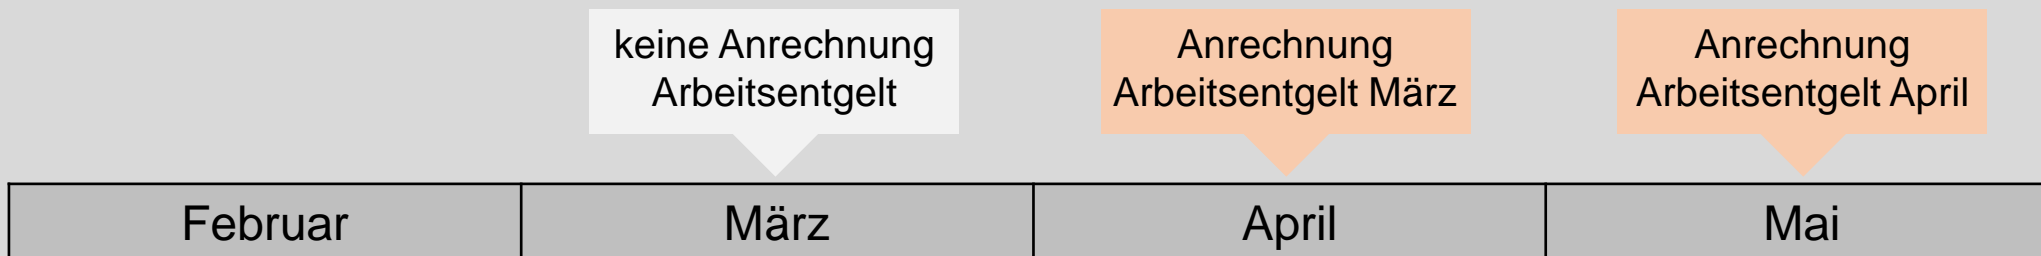 keine Anrechnung
Arbeitsentgelt
Anrechnung
Arbeitsentgelt März
Anrechnung
Arbeitsentgelt April
Februar
März
April
Mai